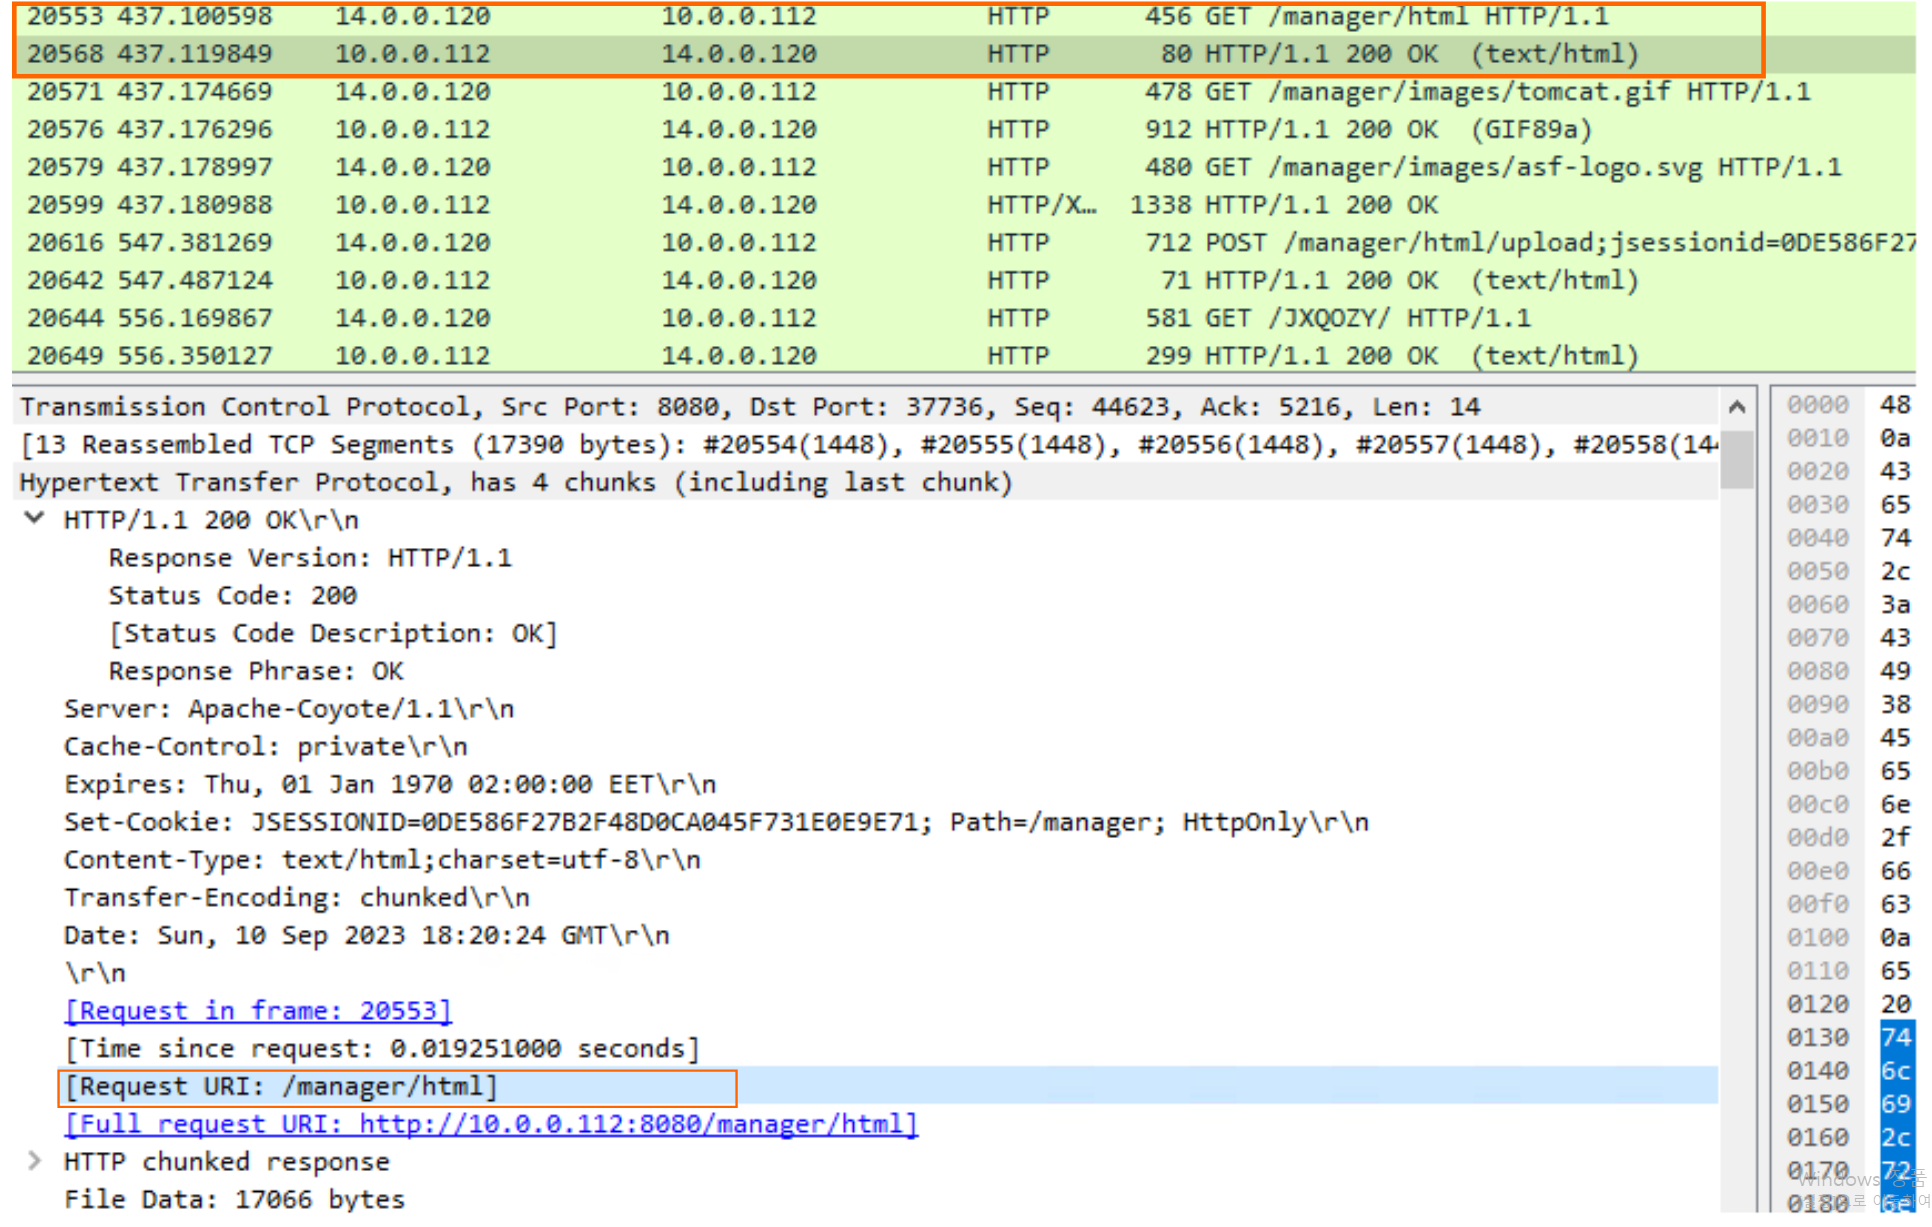 20553 437.100598 14.0.0.120 10.0.0.112 HTTP 456 GET /manager/html HTTP/1.1
20568 437.119849 10.0.0.112 14.0.0.120 HTTP 80 HTTP/1.1 200 OK (text/html)
20571 437.174669 14.0.0.120 10.0.0.112 HTTP 478 GET /manager/images/tomcat.gif HTTP/1.1
20576 437.176296 10.0.0.112 14.0.0.120 HTTP 912 HTTP/1.1 200 OK (GIF89a)
20579 437.178997 14.0.0.120 10.0.0.112 HTTP 480 GET /manager/images/asf-logo.svg HTTP/1.1
20599 437.180988 10.0.0.112 14.0.0.120 HTTP/X… 1338 HTTP/1.1 200 OK
20616 547.381269 14.0.0.120 10.0.0.112 HTTP 712 POST /manager/html/upload;jsessionid=0DE586F27
20642 547.487124 10.0.0.112 14.0.0.120 HTTP 71 HTTP/1.1 200 OK (text/html)
20644 556.169867 14.0.0.120 10.0.0.112 HTTP 581 GET /JXQOZY/ HTTP/1.1
20649 556.350127 10.0.0.112 14.0.0.120 HTTP 299 HTTP/1.1 200 OK (text/html)
Transmission Control Protocol, Src Port: 8080, Dst Port: 37736, Seq: 44623, Ack: 5216, Len: 14
[13 Reassembled TCP Segments (17390 bytes): #20554(1448), #20555(1448), #20556(1448), #20557(1448), #20558(144
Hypertext Transfer Protocol, has 4 chunks (including last chunk)
HTTP/1.1 200 OK\r\n
Response Version: HTTP/1.1
Status Code: 200
[Status Code Description: OK]
Response Phrase: OK
Server: Apache-Coyote/1.1\r\n
Cache-Control: private\r\n
Expires: Thu, 01 Jan 1970 02:00:00 EET\r\n
Set-Cookie: JSESSIONID=0DE586F27B2F48D0CA045F731E0E9E71; Path=/manager; HttpOnly\r\n
Content-Type: text/html;charset=utf-8\r\n
Transfer-Encoding: chunked\r\n
Date: Sun, 10 Sep 2023 18:20:24 GMT\r\n
\r\n
[Request in frame: 20553]
[Time since request: 0.019251000 seconds]
[Request URI: /manager/html]
[Full request URI: http://10.0.0.112:8080/manager/html]
HTTP chunked response
File Data: 17066 bytes
0000 48
0010 0a
0020 43
0030 65
0040 74
0050 2c
0060 3a
0070 43
0080 49
0090 38
00a0 45
00b0 65
00c0 6e
00d0 2f
00e0 66
00f0 63
0100 0a
0110 65
0120 20
0130 74
0140 6c
0150 69
0160 2c
0170 72
0180 6e
Windows 정품